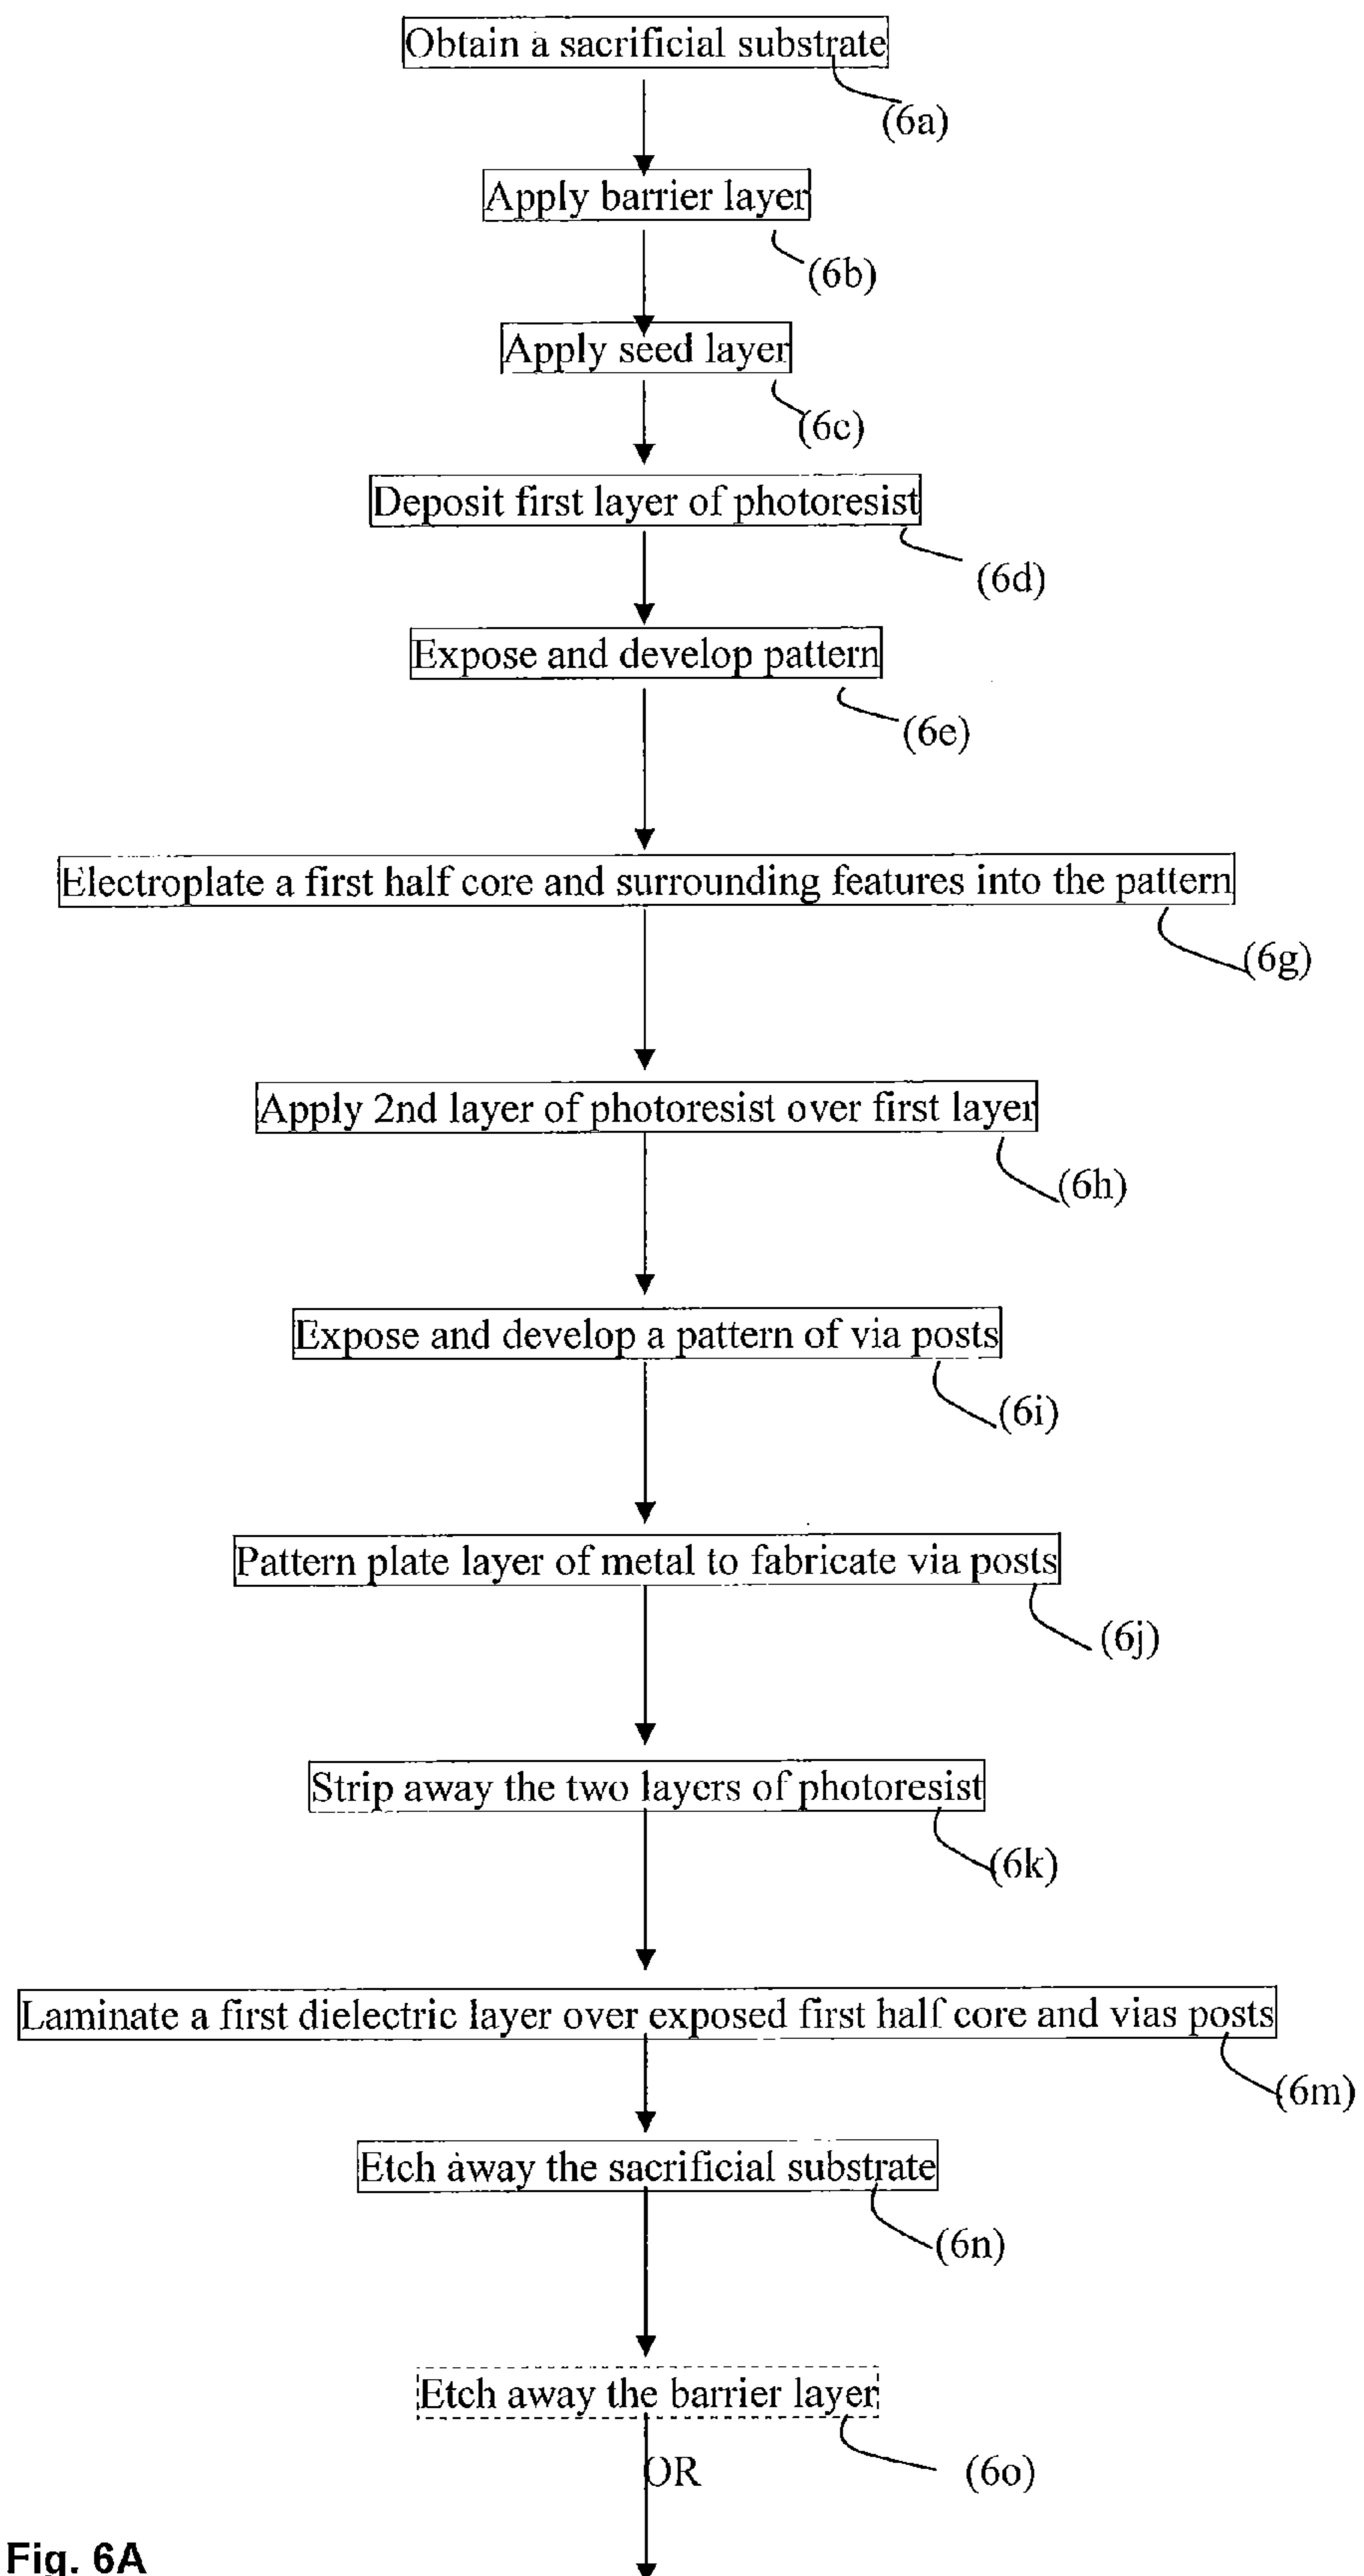 Obtain a sacrificial substrate
(6a)
Apply barrier layer
(6b)
Apply seed layer
(6c)
Deposit first layer of photoresist
(6d)
Expose and develop pattern
(6e)
Electroplate a first half core and surrounding features into the pattern
(6g)
Apply 2nd layer of photoresist over first layer
(6h)
Expose and develop a pattern of via posts
(6i)
Pattern plate layer of metal to fabricate via posts
(6j)
Strip away the two layers of photoresist
(6k)
Laminate a first dielectric layer over exposed first half core and vias posts
(6m)
Etch away the sacrificial substrate
(6n)
Etch away the barrier layer
(6o)
OR
Fig. 6A